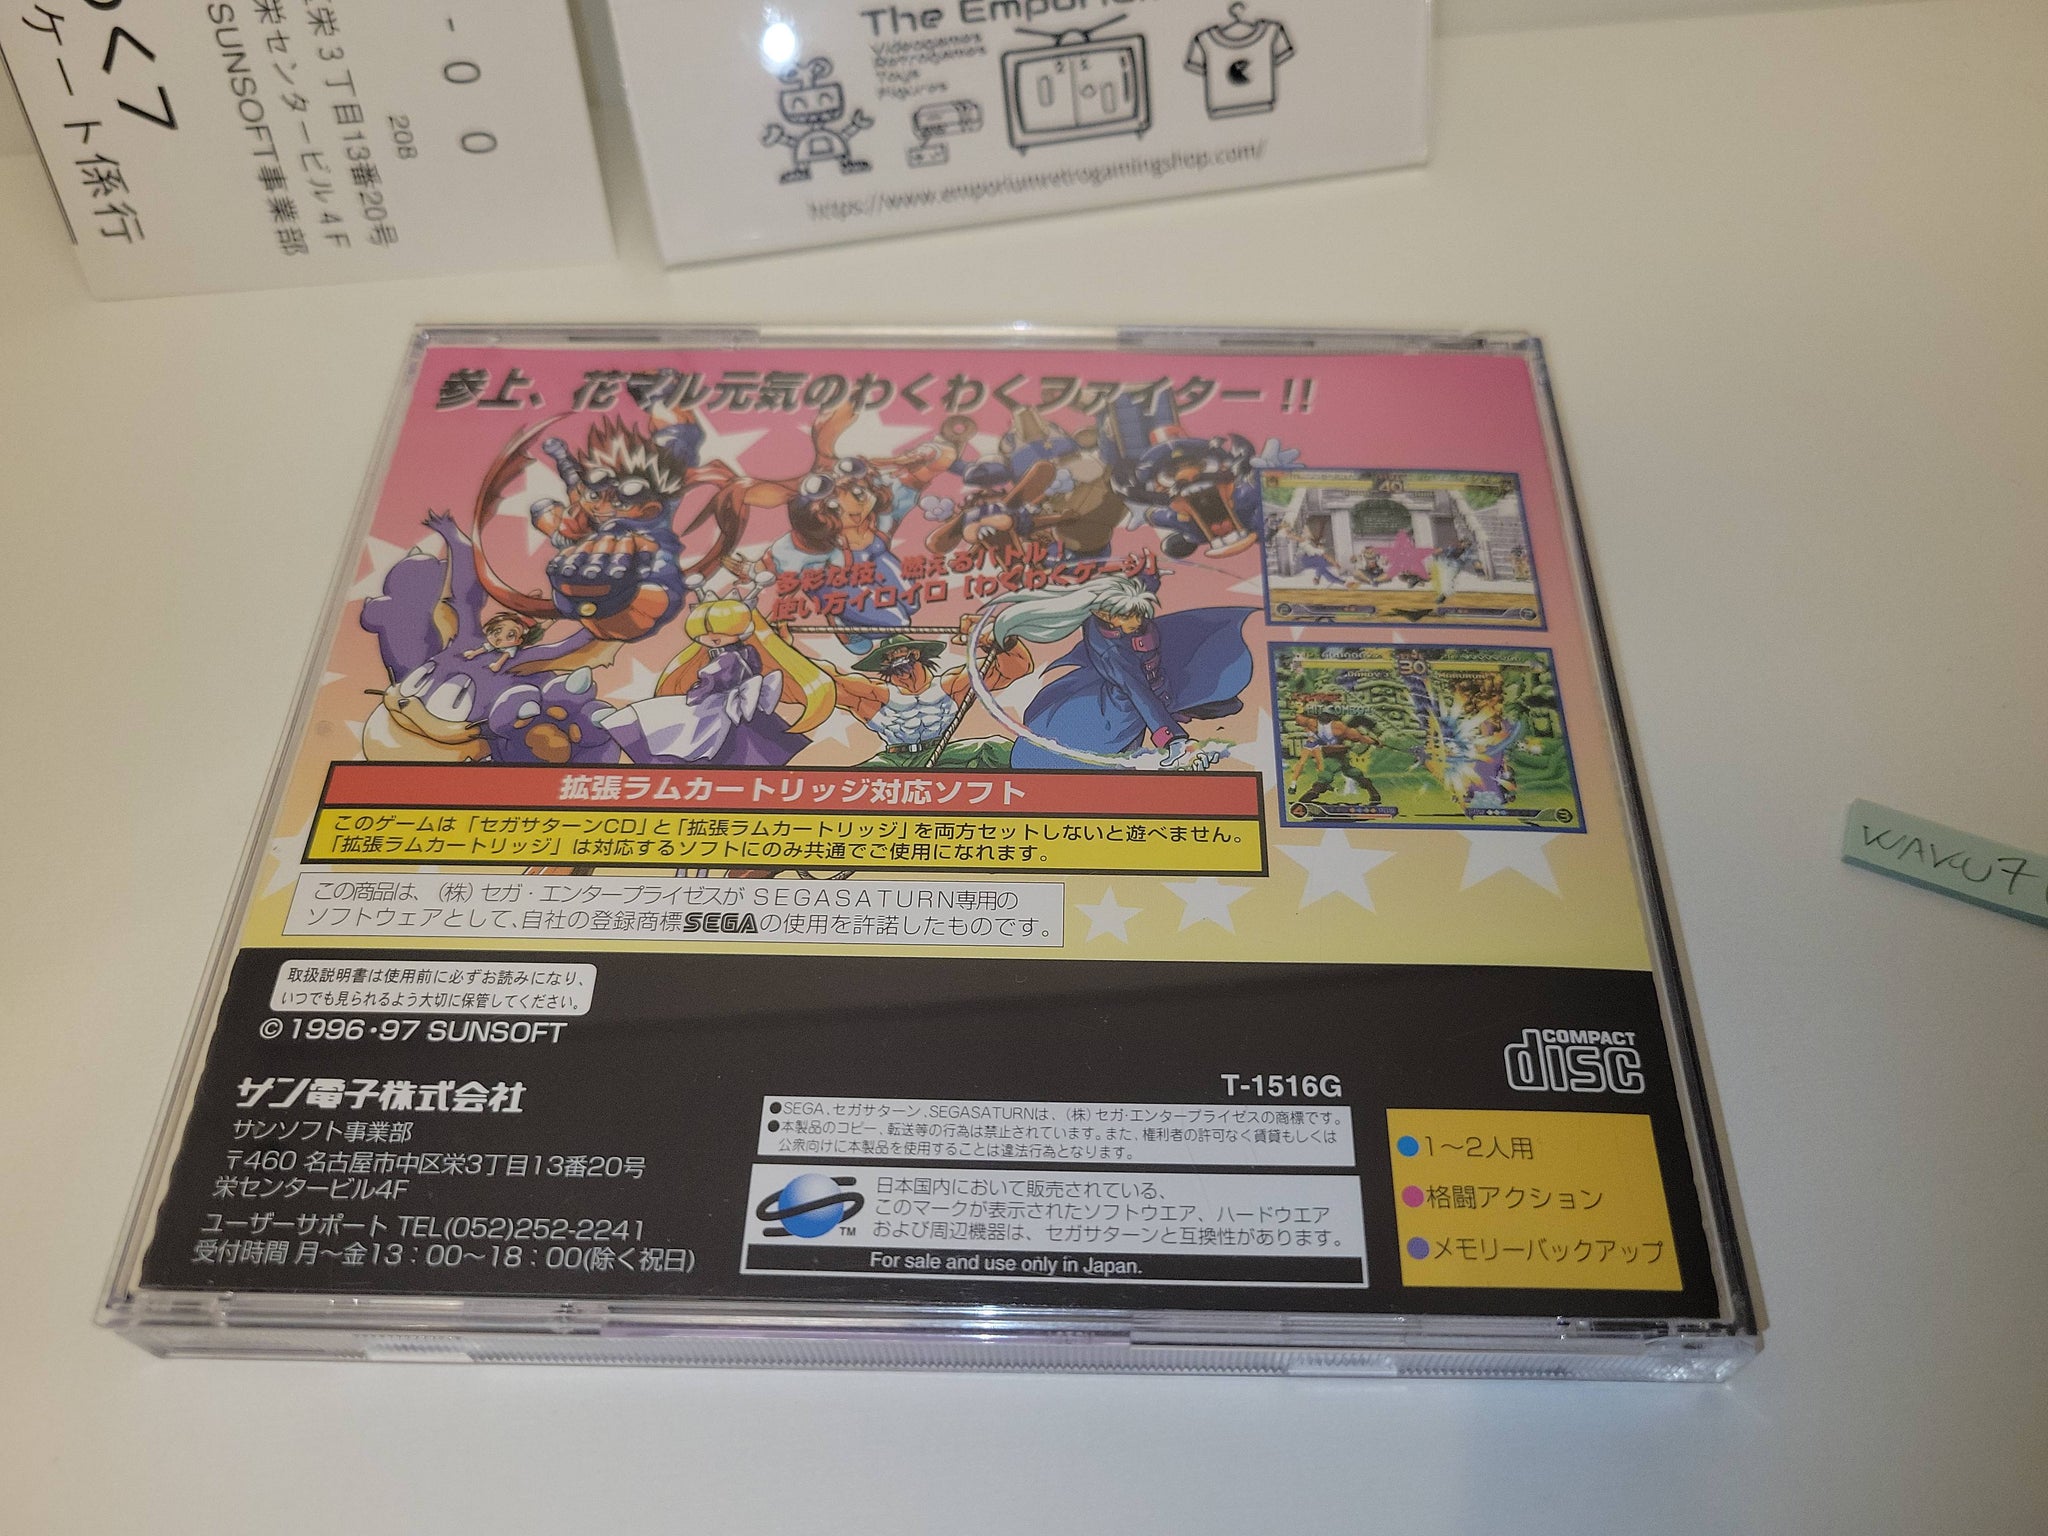 わく7
ケート係行
- 0 0
栄3丁目13番20号
栄センタービル4F
SUNSOFT事業部
208
The Emporium
Videogames
Retrogames
Toys
Figures
https://www.emporiumretrogamingshop.com/
参上、花マル元気のわくわくヲァイター!!
多彩な技、燃えるバトル!
使い方イロイロ「わくわくゲージ」
拡張ラムカートリッジ対応ソフト
このゲームは「セガサターンCD」と「拡張ラムカートリッジ」を両方セットしないと遊べません。
「拡張ラムカートリッジ」は対応するソフトにのみ共通でご使用になれます。
この商品は、(株)セガ・エンタープライゼスがSEGASATURN専用の
ソフトウェアとして、自社の登録商標SEGAの使用を許諾したものです。
取扱説明書は使用前に必ずお読みになり、
いつでも見られるよう大切に保管してください。
©1996・97 SUNSOFT
サン電子株式会社
サンソフト事業部
〒460 名古屋市中区栄3丁目13番20号
栄センタービル4F
ユーザーサポート TEL(052)252-2241
受付時間 月〜金13:00〜18:00(除く祝日)
T-1516G
●SEGA、セガサターン、SEGASATURNは、(株)セガ・エンタープライゼスの商標です。
●本製品のコピー、転送等の行為は禁止されています。また、権利者の許可なく賃貸もしくは
公衆向けに本製品を使用することは違法行為となります。
日本国内において販売されている、
このマークが表示されたソフトウエア、ハードウエア
および周辺機器は、セガサターンと互換性があります。
TM
For sale and use only in Japan.
COMPACT
disc
●1〜2人用
●格闘アクション
●メモリーバックアップ
40
30
WAKU7